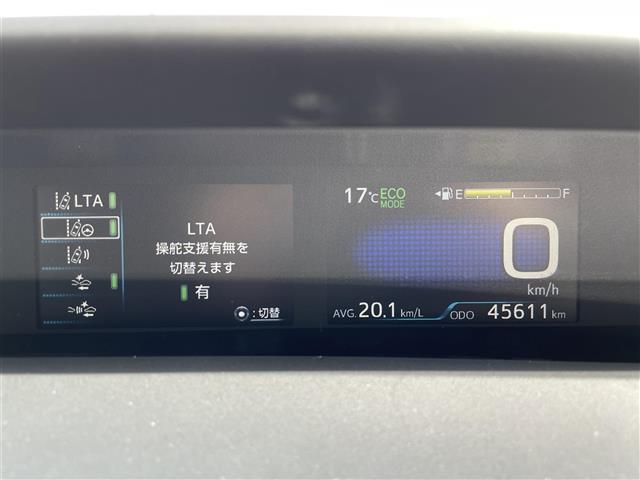 LTA
LTA
操舵支援有無を
切替えます
有
:切替
17℃ ECO
MODE
E F
0
km/h
AVG. 20.1 km/L
ODO 45611 km